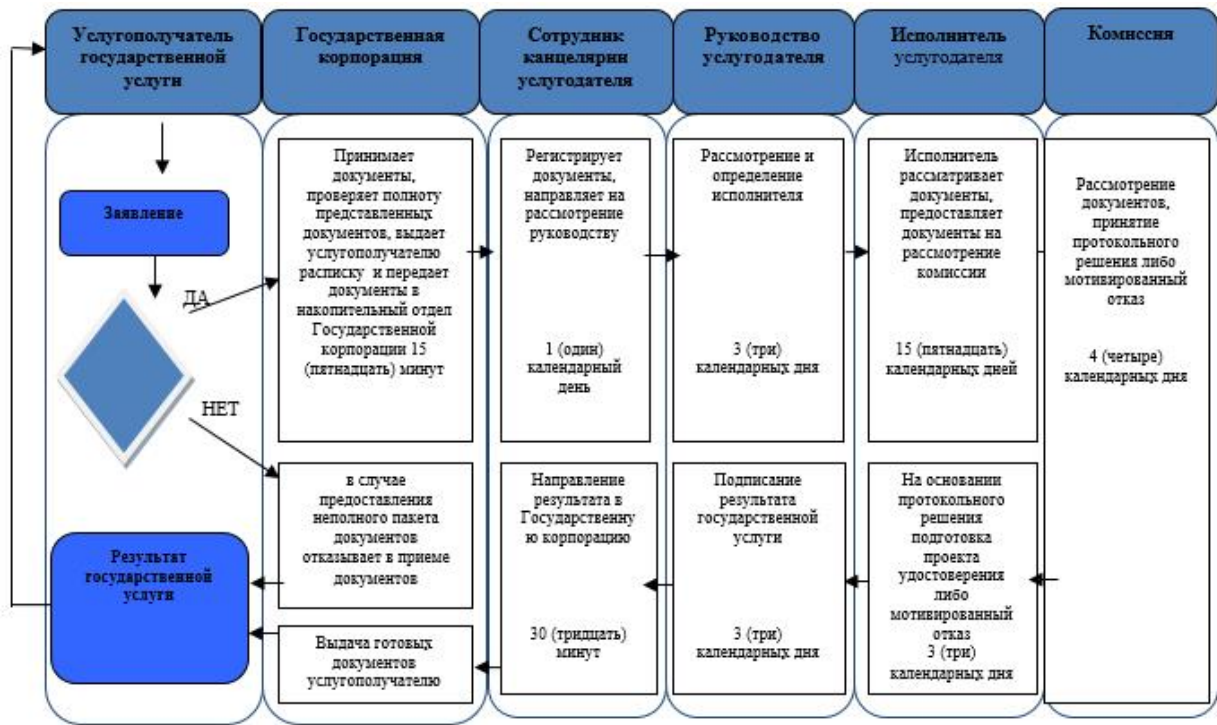 Услугополучатель
государственной
услуги
Государственная
корпорация
Сотрудник
канцелярии
услугодателя
Руководство
услугодателя
Исполнитель
услугодателя
Комиссия
Заявление
ДА
НЕТ
Принимает
документы,
проверяет полноту
представленных
документов, выдает
услугополучателю
расписку и передает
документы в
накопительный отдел
Государственной
корпорации 15
(пятнадцать) минут
Регистрирует
документы,
направляет на
рассмотрение
руководству
1 (один)
календарный
день
Рассмотрение и
определение
исполнителя
3 (три)
календарных дня
Исполнитель
рассматривает
документы,
предоставляет
документы на
рассмотрение
комиссии
15 (пятнадцать)
календарных дней
Рассмотрение
документов,
принятие
протокольного
решения либо
мотивированный
отказ
4 (четыре)
календарных дня
Результат
государственной
услуги
в случае
предоставления
неполного пакета
документов
отказывает в приеме
документов
Выдача готовых
документов
услугополучателю
Направление
результата в
Государственну
ю корпорацию
30 (тридцать)
минут
Подписание
результата
государственной
услуги
3 (три)
календарных дня
На основании
протокольного
решения
подготовка
проекта
удостоверения
либо
мотивированный
отказ
3 (три)
календарных дня